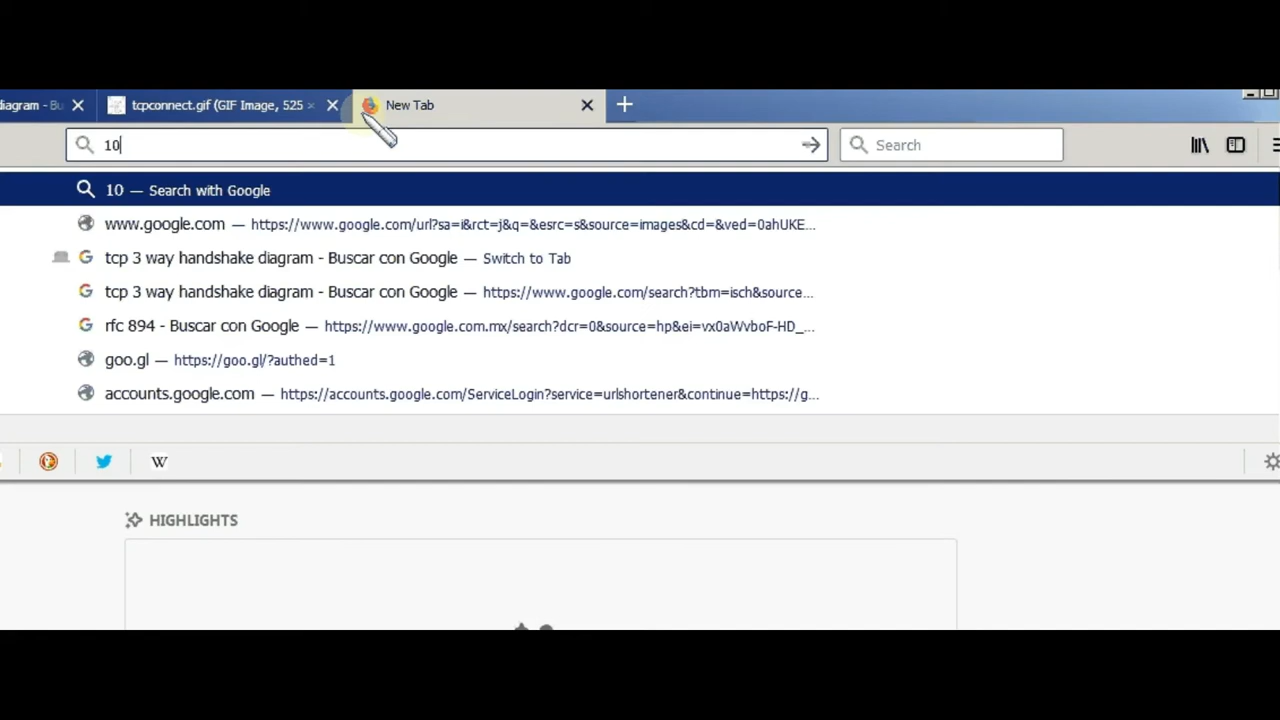 diagram - Bu
tcpconnect.gif (GIF Image, 525 ×
New Tab
10
Search
10 — Search with Google
www.google.com — https://www.google.com/url?sa=i&rct=j&q=&esrc=s&source=images&cd=&ved=0ahUKE...
tcp 3 way handshake diagram - Buscar con Google — Switch to Tab
tcp 3 way handshake diagram - Buscar con Google — https://www.google.com/search?tbm=isch&source...
rfc 894 - Buscar con Google — https://www.google.com.mx/search?dcr=0&source=hp&ei=vx0aWvboF-HD_...
goo.gl — https://goo.gl/?authed=1
accounts.google.com — https://accounts.google.com/ServiceLogin?service=urlshortener&continue=https://g...
W
HIGHLIGHTS